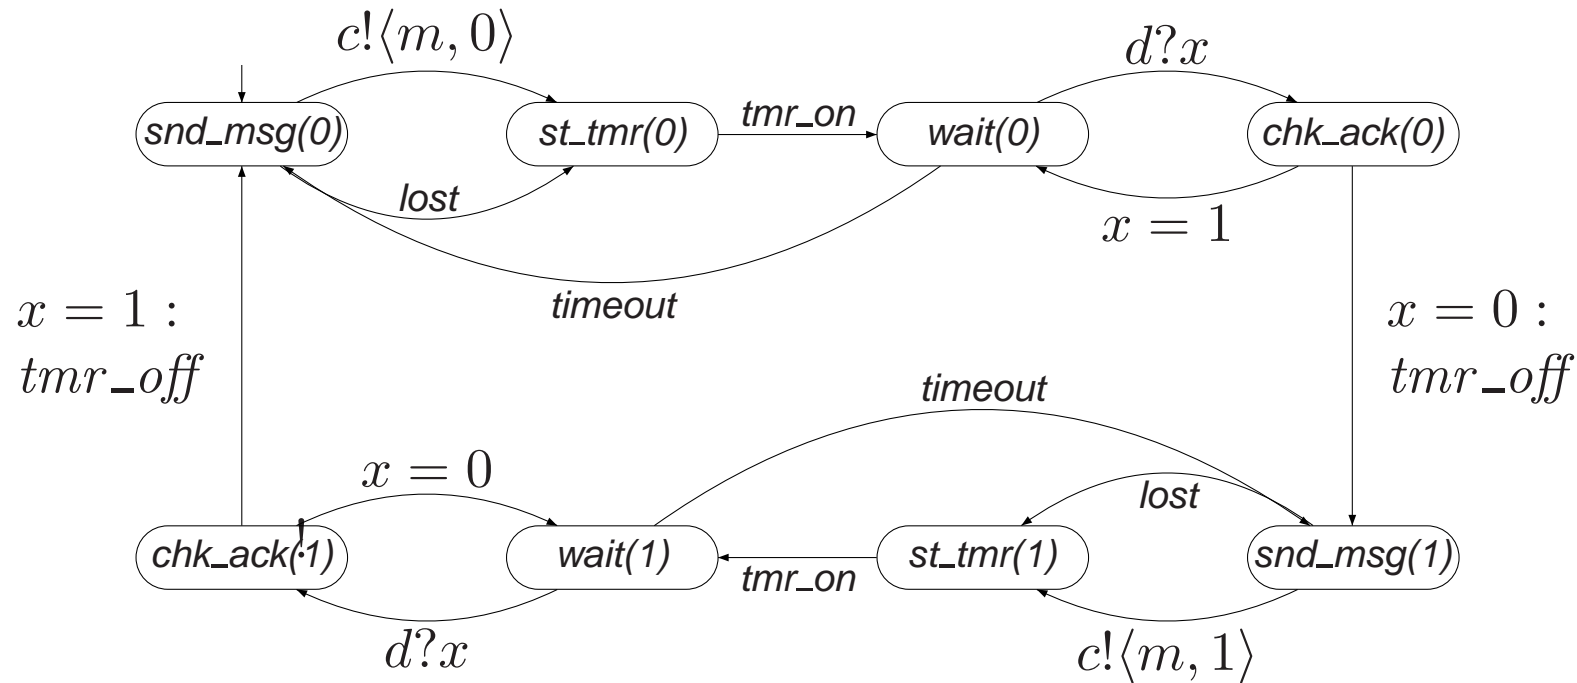 c!⟨m, 0⟩
d?x
snd_msg(0)
st_tmr(0)
tmr_on
wait(0)
chk_ack(0)
lost
x = 1
timeout
x = 1 :
tmr_off
x = 0 :
tmr_off
timeout
x = 0
lost
chk_ack(1)
!
wait(1)
tmr_on
st_tmr(1)
snd_msg(1)
d?x
c!⟨m, 1⟩